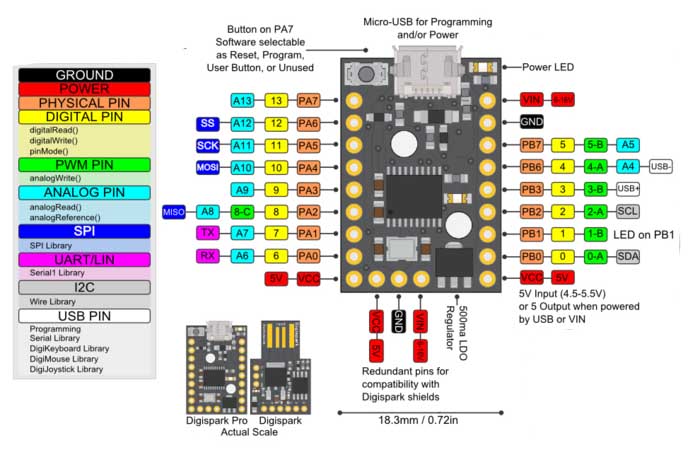 Button on PA7
Software selectable
as Reset, Program,
User Button, or Unused
Micro-USB for Programming
and/or Power
Power LED
GROUND
POWER
PHYSICAL PIN
DIGITAL PIN
digitalRead()
digitalWrite()
pinMode()
PWM PIN
analogWrite()
ANALOG PIN
analogRead()
analogReference()
SPI
SPI Library
UART/LIN
Serial1 Library
I2C
Wire Library
USB PIN
Programming
Serial Library
DigiKeyboard Library
DigiMouse Library
DigiJoystick Library
A13 13 PA7
SS A12 12 PA6
SCK A11 11 PA5
MOSI A10 10 PA4
A9 9 PA3
MISO A8 8-C 8 PA2
TX A7 7 PA1
RX A6 6 PA0
5V VCC
VIN 6-16V
GND
PB7 5 5-B A5
PB6 4 4-A A4 USB-
PB3 3 3-B USB+
PB2 2 2-A SCL
PB1 1 1-B LED on PB1
PB0 0 0-A SDA
VCC 5V
5V Input (4.5-5.5V)
or 5 Output when powered
by USB or VIN
VCC 5V
GND
VIN
500ma LDO
Regulator
Redundant pins for
compatibility with
Digispark shields
18.3mm / 0.72in
Digispark Pro
Digispark
Actual Scale